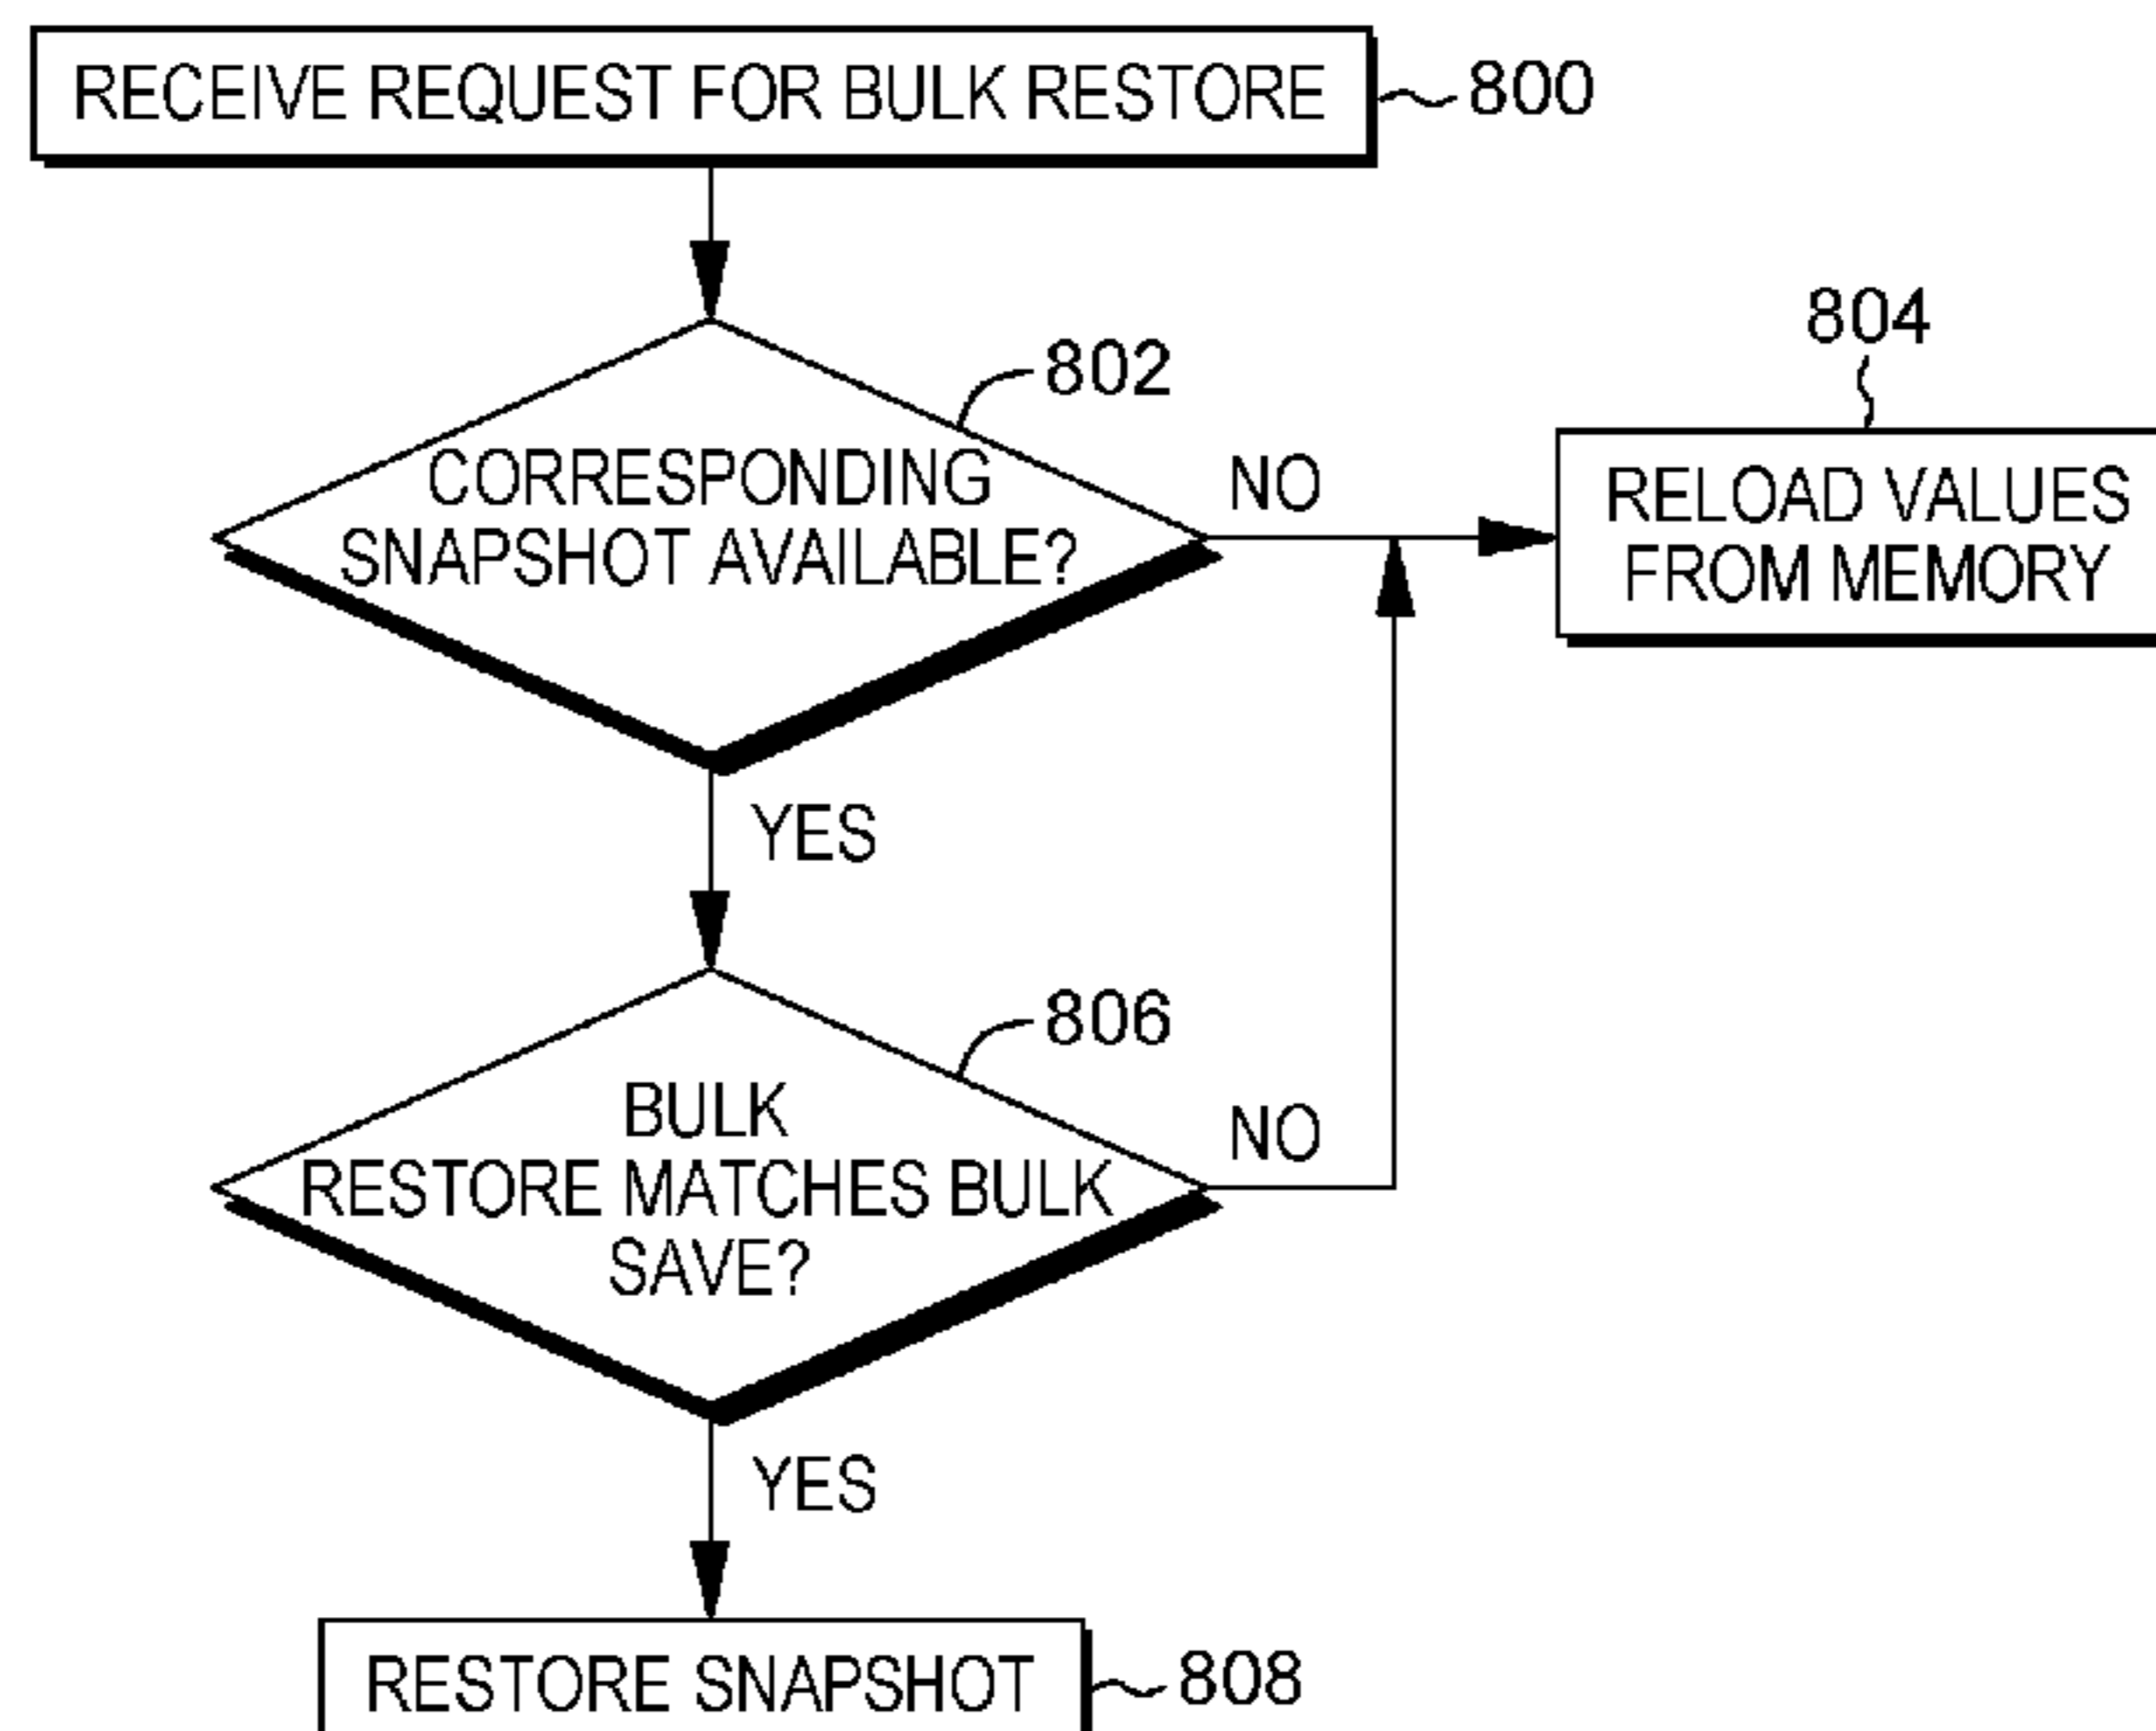 RECEIVE REQUEST FOR BULK RESTORE
800
802
804
CORRESPONDING
SNAPSHOT AVAILABLE?
NO
RELOAD VALUES
FROM MEMORY
YES
806
BULK
RESTORE MATCHES BULK
SAVE?
NO
YES
RESTORE SNAPSHOT
808